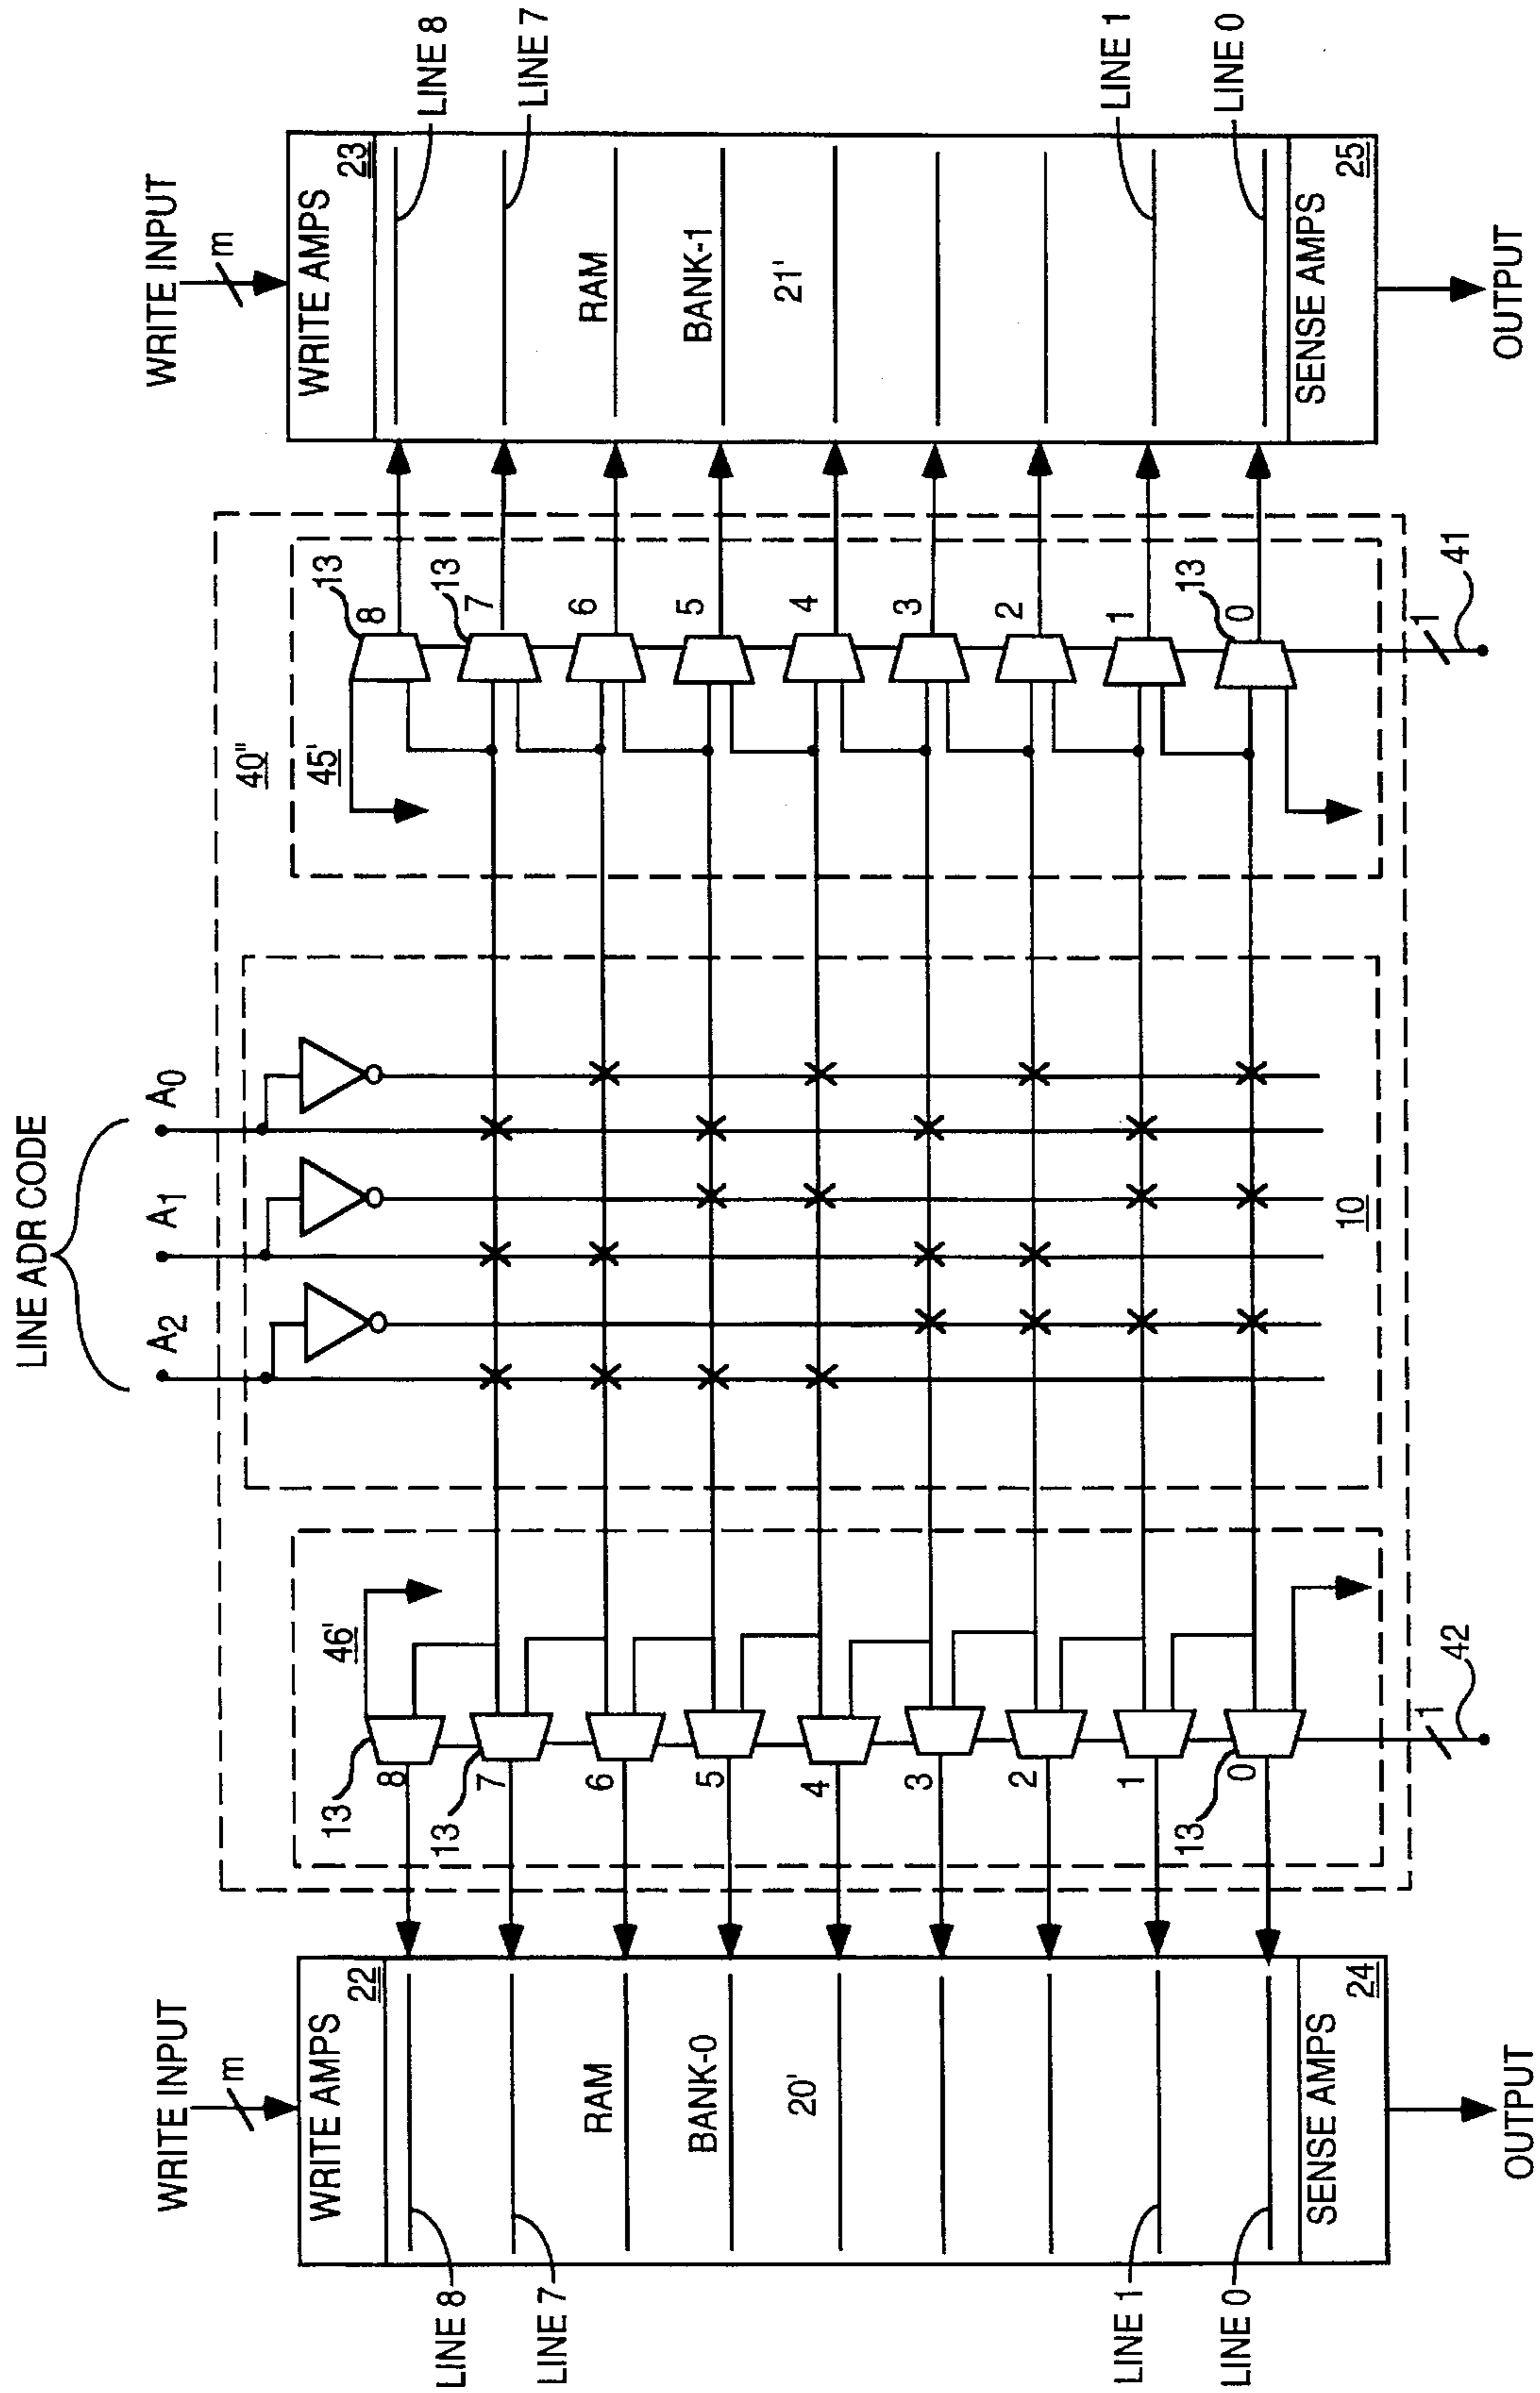 LINE ADR CODE
A2
A1
A0
WRITE INPUT
m
WRITE AMPS
22
LINE 8
LINE 7
RAM
BANK-0
20'
LINE 1
LINE 0
SENSE AMPS
24
OUTPUT
46'
13
8
13
7
6
5
4
3
2
1
13
0
1
42
10
40"
45'
13
8
13
7
6
5
4
3
2
1
13
0
1
41
WRITE INPUT
m
WRITE AMPS
23
LINE 8
LINE 7
RAM
BANK-1
21'
LINE 1
LINE 0
SENSE AMPS
25
OUTPUT